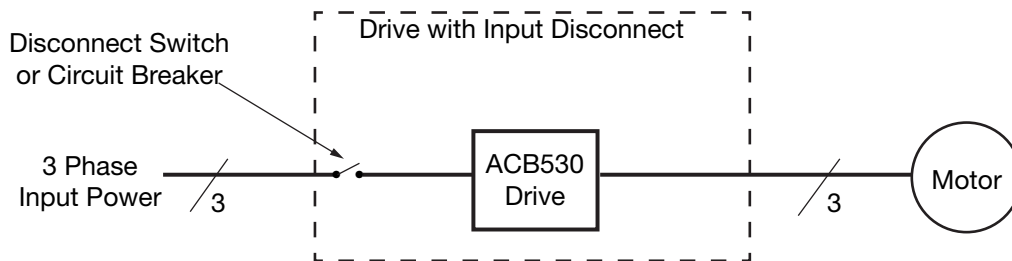 Drive with Input Disconnect
Disconnect Switch
or Circuit Breaker
3 Phase
Input Power
3
ACB530
Drive
3
Motor